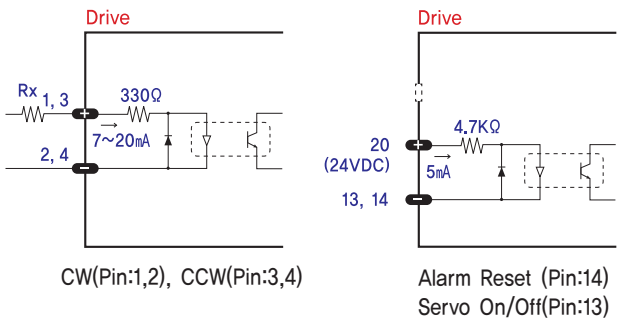 Drive
Rx
1, 3
330Ω
7~20mA
2, 4
CW(Pin:1,2), CCW(Pin:3,4)
Drive
4.7KΩ
20
(24VDC)
5mA
13, 14
Alarm Reset (Pin:14)
Servo On/Off(Pin:13)